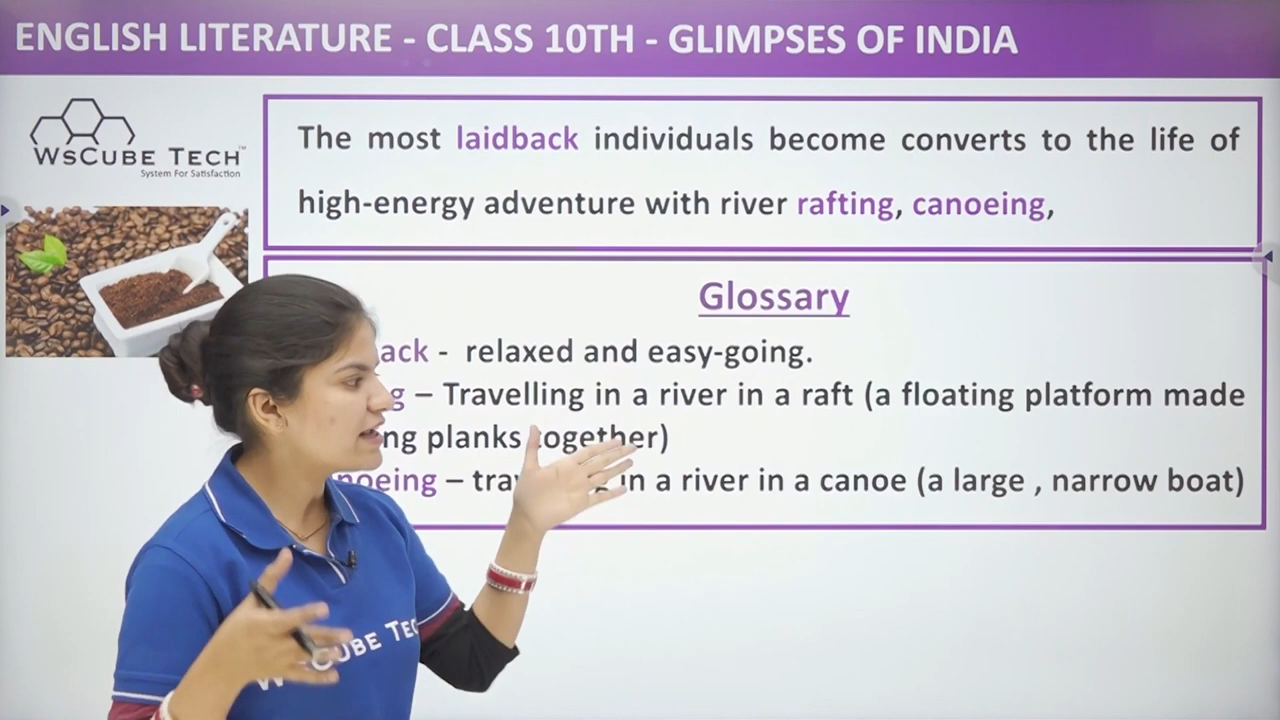 ENGLISH LITERATURE - CLASS 10TH - GLIMPSES OF INDIA
WSCUBE TECH™
System For Satisfaction
The most laidback individuals become converts to the life of
high-energy adventure with river rafting, canoeing,
Glossary
ack - relaxed and easy-going.
g – Travelling in a river in a raft (a floating platform made
ng planks together)
noeing – tra in a river in a canoe (a large , narrow boat)
CUBE TEC